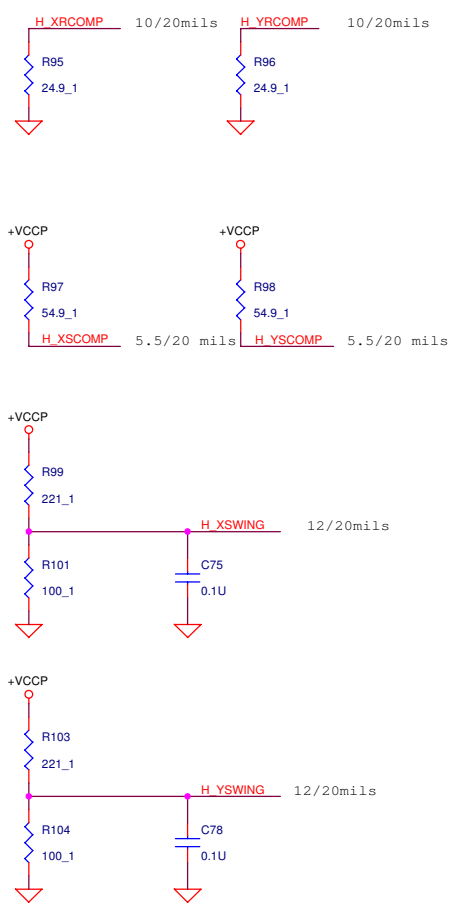 H_XRCOMP 10/20mils H_YRCOMP 10/20mils
R95 R96
24.9_1 24.9_1
+VCCP +VCCP
R97 R98
54.9_1 54.9_1
H_XSCOMP 5.5/20 mils H_YSCOMP 5.5/20 mils
+VCCP
R99
221_1
H_XSWING 12/20mils
R101 C75
100_1 0.1U
+VCCP
R103
221_1
H_YSWING 12/20mils
R104 C78
100_1 0.1U